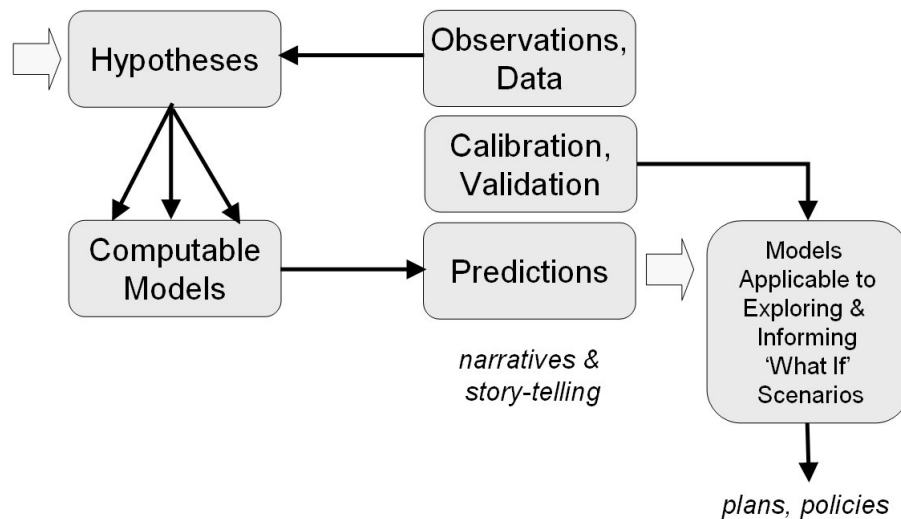 Hypotheses
Observations,
Data
Calibration,
Validation
Computable
Models
Predictions
Models
Applicable to
Exploring &
Informing
‘What If’
Scenarios
narratives &
story-telling
plans, policies